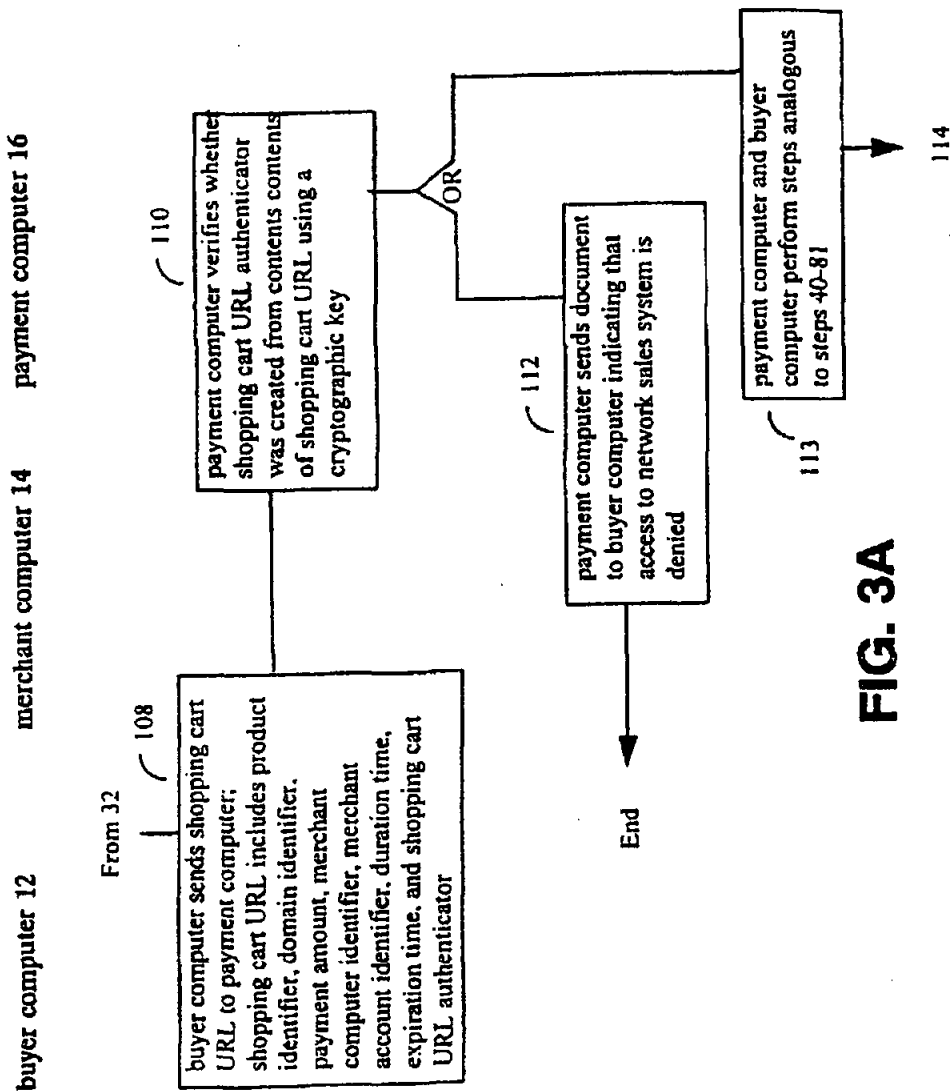 buyer computer 12
merchant computer 14
payment computer 16
From 32
108
buyer computer sends shopping cart
URL to payment computer;
shopping cart URL includes product
identifier, domain identifier,
payment amount, merchant
computer identifier, merchant
account identifier, duration time,
expiration time, and shopping cart
URL authenticator
110
payment computer verifies whether
shopping cart URL authenticator
was created from contents contents
of shopping cart URL using a
cryptographic key
OR
112
payment computer sends document
to buyer computer indicating that
access to network sales system is
denied
End
113
payment computer and buyer
computer perform steps analogous
to steps 40-81
114
FIG. 3A